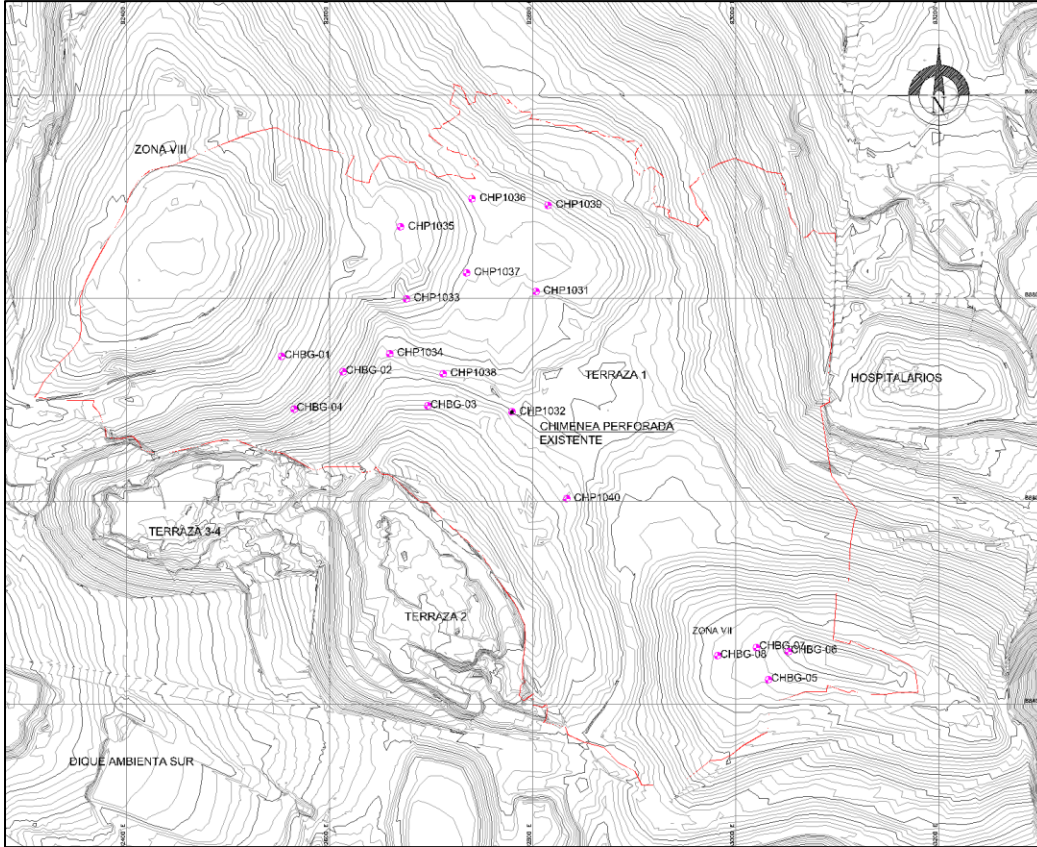 N
ZONA VIII
CHP1036
CHP1039
CHP1035
CHP1037
CHP1031
CHP1033
CHP1034
CHBG-01
CHBG-02
CHP1038
TERRAZA 1
HOSPITALARIOS
CHBG-04
CHBG-03
CHP1032
CHIMENEA PERFORADA
EXISTENTE
CHP1040
TERRAZA 3-4
TERRAZA 2
ZONA VII
CHBG-07
CHBG-06
CHBG-08
CHBG-05
DIQUE AMBIENTA SUR